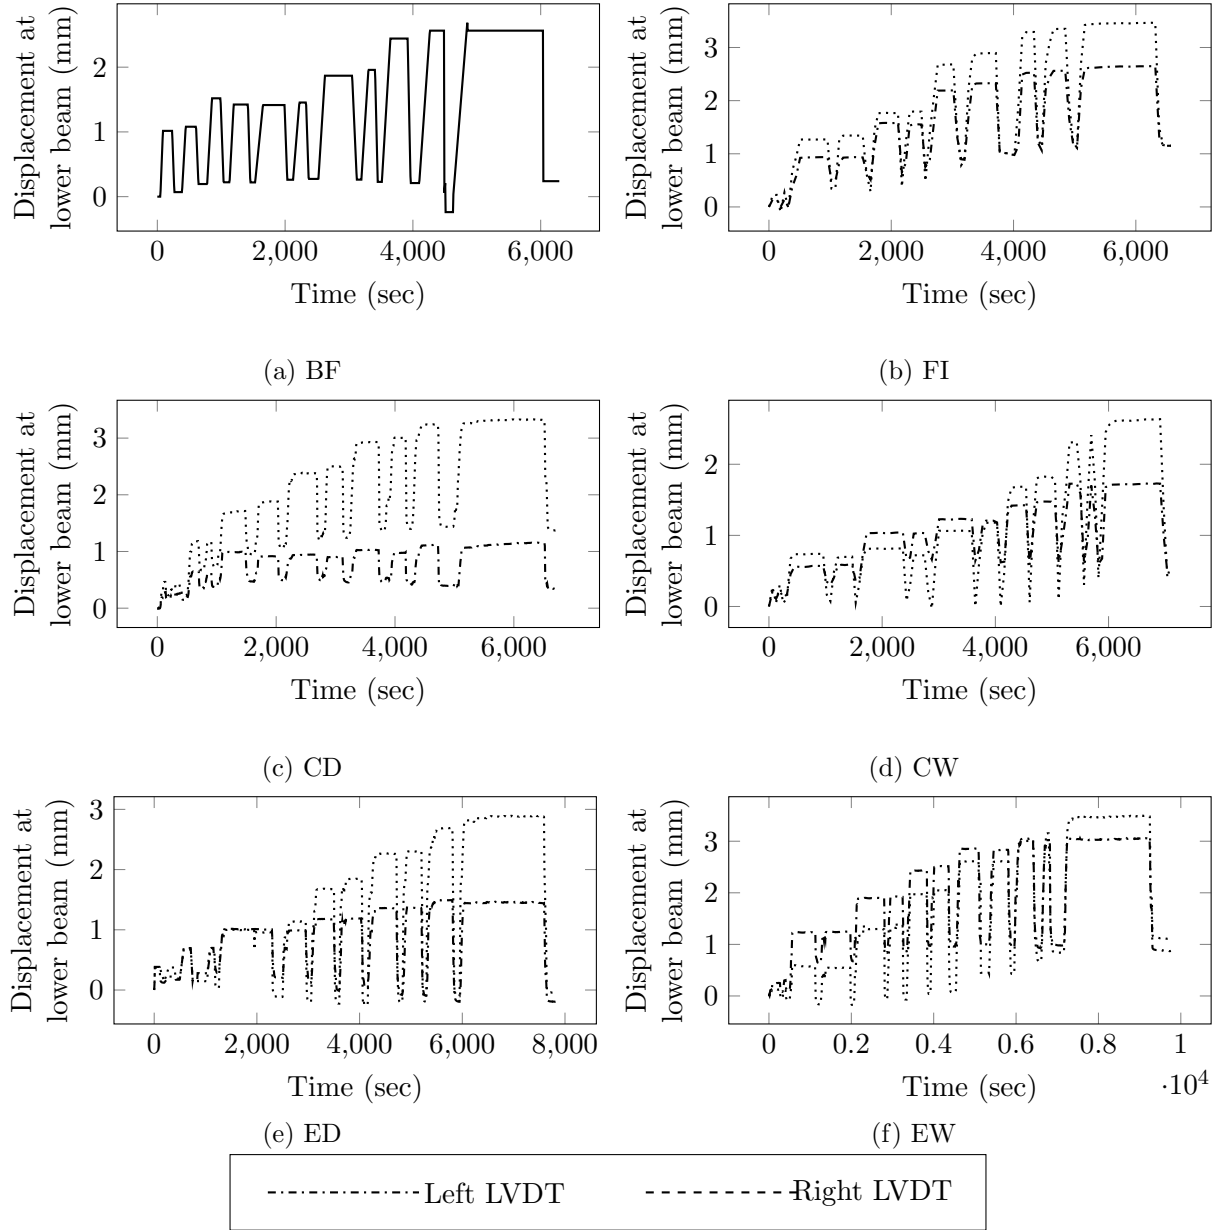 Displacement at
lower beam (mm)
2
1
0
0
2,000
4,000
6,000
Time (sec)
(a) BF
Displacement at
lower beam (mm)
3
2
1
0
0
2,000
4,000
6,000
Time (sec)
(b) FI
Displacement at
lower beam (mm)
3
2
1
0
0
2,000
4,000
6,000
Time (sec)
(c) CD
Displacement at
lower beam (mm)
2
1
0
0
2,000
4,000
6,000
Time (sec)
(d) CW
Displacement at
lower beam (mm)
3
2
1
0
0
2,000
4,000
6,000
8,000
Time (sec)
(e) ED
Displacement at
lower beam (mm)
3
2
1
0
0
0.2
0.4
0.6
0.8
1
·10⁴
Time (sec)
(f) EW
Left LVDT
Right LVDT